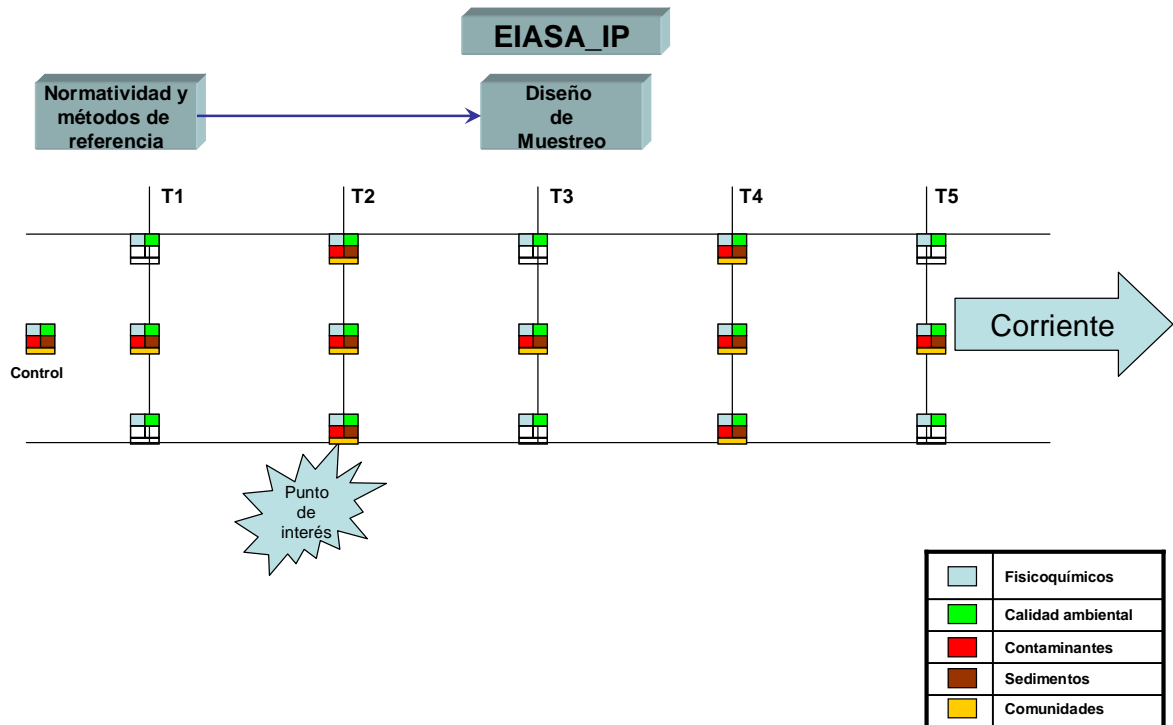 EIASA_IP
Normatividad y
métodos de
referencia
Diseño
de
Muestreo
T1
T2
T3
T4
T5
Control
Corriente
Punto
de
interés
Fisicoquímicos
Calidad ambiental
Contaminantes
Sedimentos
Comunidades